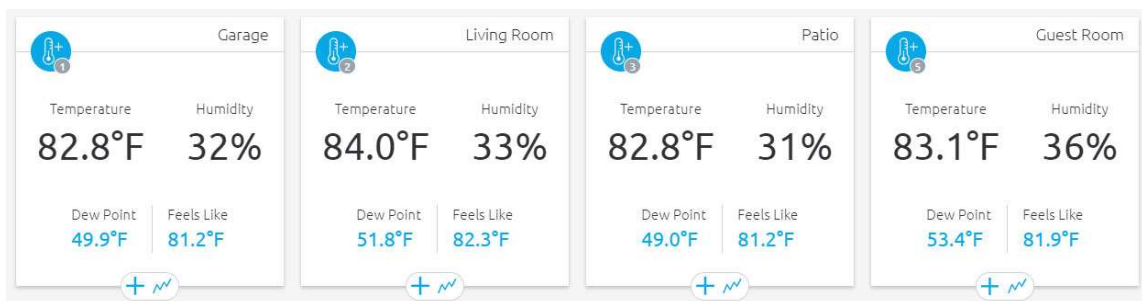 Garage
1
Temperature Humidity
82.8°F 32%
Dew Point Feels Like
49.9°F 81.2°F
Living Room
2
Temperature Humidity
84.0°F 33%
Dew Point Feels Like
51.8°F 82.3°F
Patio
3
Temperature Humidity
82.8°F 31%
Dew Point Feels Like
49.0°F 81.2°F
Guest Room
5
Temperature Humidity
83.1°F 36%
Dew Point Feels Like
53.4°F 81.9°F